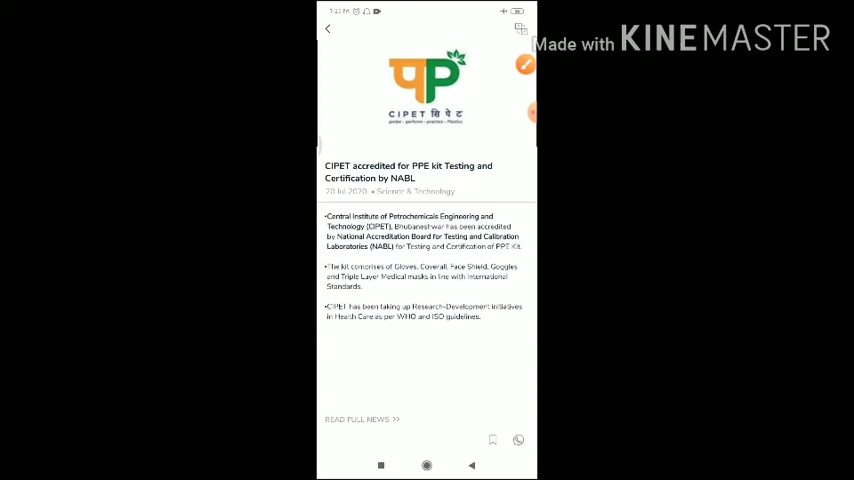 Made with KINEMASTER
पP
CIPET सिपेट
CIPET accredited for PPE kit Testing and
Certification by NABL
20 Jul 2020 • Science & Technology
•Central Institute of Petrochemicals Engineering and
Technology (CIPET), Bhubaneshwar has been accredited
by National Accreditation Board for Testing and Calibration
Laboratories (NABL) for Testing and Certification of PPE Kit.
•The kit comprises of Gloves, Coverall, Face Shield, Goggles
and Triple Layer Medical masks in line with International
Standards.
•CIPET has been taking up Research-Development initiatives
in Health Care as per WHO and ISO guidelines.
READ FULL NEWS >>